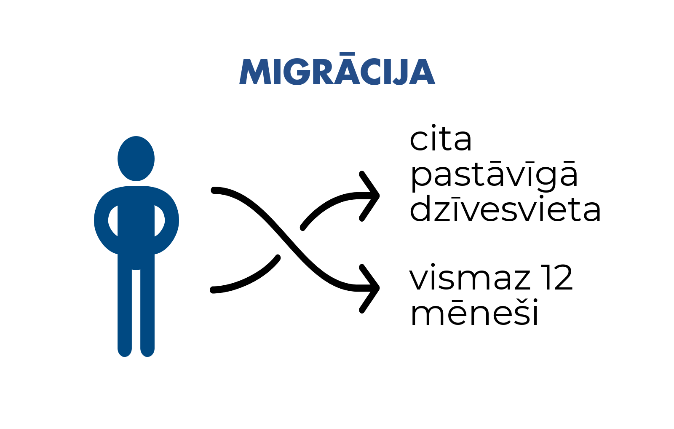 MIGRĀCIJA
cita
pastāvīgā
dzīvesvieta
vismaz 12
mēneši